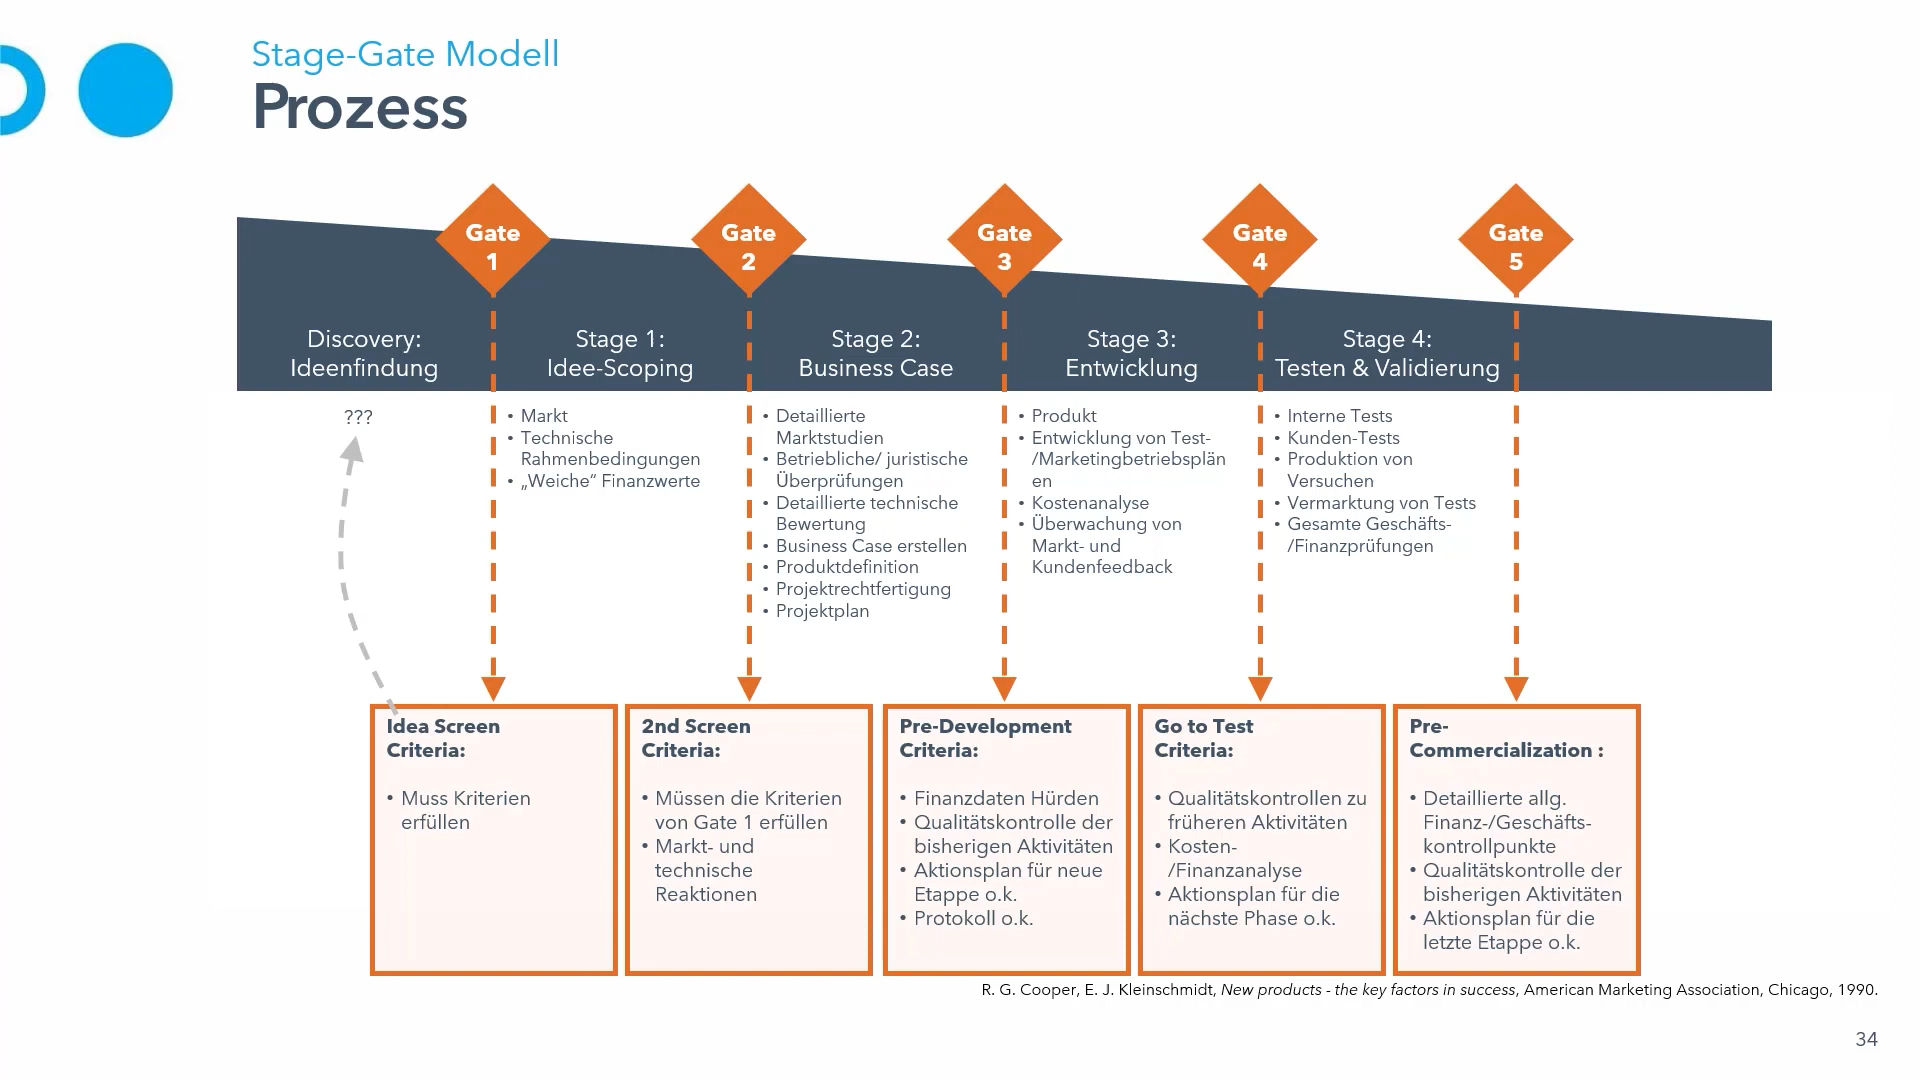 Stage-Gate Modell
Prozess
Gate
1
Gate
2
Gate
3
Gate
4
Gate
5
Discovery:
Ideenfindung
Stage 1:
Idee-Scoping
Stage 2:
Business Case
Stage 3:
Entwicklung
Stage 4:
Testen & Validierung
???
• Markt
• Technische
Rahmenbedingungen
• „Weiche“ Finanzwerte
• Detaillierte
Marktstudien
• Betriebliche/ juristische
Überprüfungen
• Detaillierte technische
Bewertung
• Business Case erstellen
• Produktdefinition
• Projektrechtfertigung
• Projektplan
• Produkt
• Entwicklung von Test-
/Marketingbetriebsplän
en
• Kostenanalyse
• Überwachung von
Markt- und
Kundenfeedback
• Interne Tests
• Kunden-Tests
• Produktion von
Versuchen
• Vermarktung von Tests
• Gesamte Geschäfts-
/Finanzprüfungen
Idea Screen
Criteria:
• Muss Kriterien
erfüllen
2nd Screen
Criteria:
• Müssen die Kriterien
von Gate 1 erfüllen
• Markt- und
technische
Reaktionen
Pre-Development
Criteria:
• Finanzdaten Hürden
• Qualitätskontrolle der
bisherigen Aktivitäten
• Aktionsplan für neue
Etappe o.k.
• Protokoll o.k.
Go to Test
Criteria:
• Qualitätskontrollen zu
früheren Aktivitäten
• Kosten-
/Finanzanalyse
• Aktionsplan für die
nächste Phase o.k.
Pre-
Commercialization :
• Detaillierte allg.
Finanz-/Geschäfts-
kontrollpunkte
• Qualitätskontrolle der
bisherigen Aktivitäten
• Aktionsplan für die
letzte Etappe o.k.
R. G. Cooper, E. J. Kleinschmidt, New products - the key factors in success, American Marketing Association, Chicago, 1990.
34